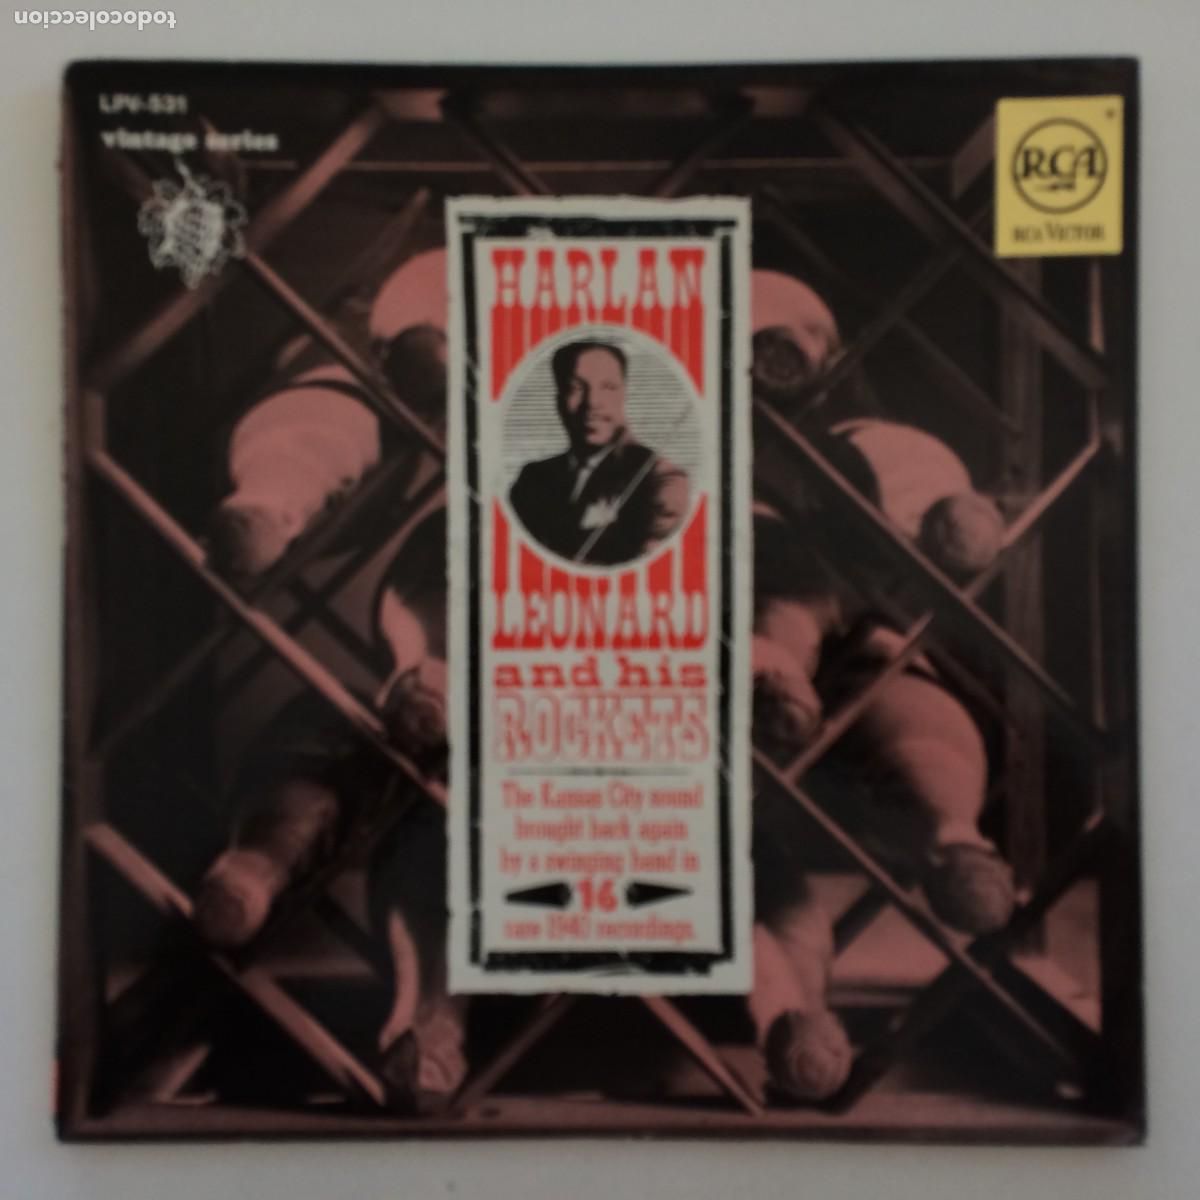 todocoleccion
LPV-531
vintage series
RCA
RCA VICTOR
HARLAN
LEONARD
and his
ROCKETS
The Kansas City sound
brought back again
by a swinging band in
16
rare 1940 recordings.